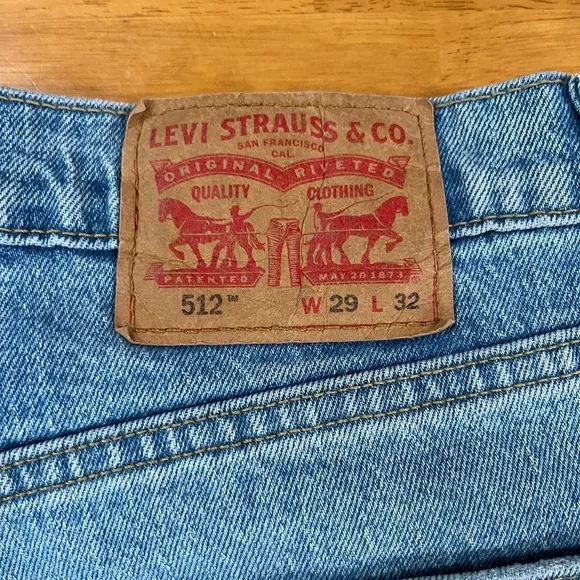 LEVI STRAUSS & CO.
SAN FRANCISCO
CAL.
ORIGINAL RIVETED
QUALITY CLOTHING
PATENTED MAY 20 1873
512™ W 29 L 32